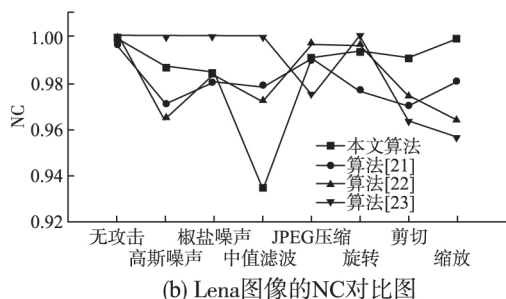 1.00
0.98
0.96
0.94
0.92
NC
本文算法
算法[21]
算法[22]
算法[23]
无攻击 椒盐噪声 JPEG压缩 剪切
高斯噪声 中值滤波 旋转 缩放
(b) Lena图像的NC对比图